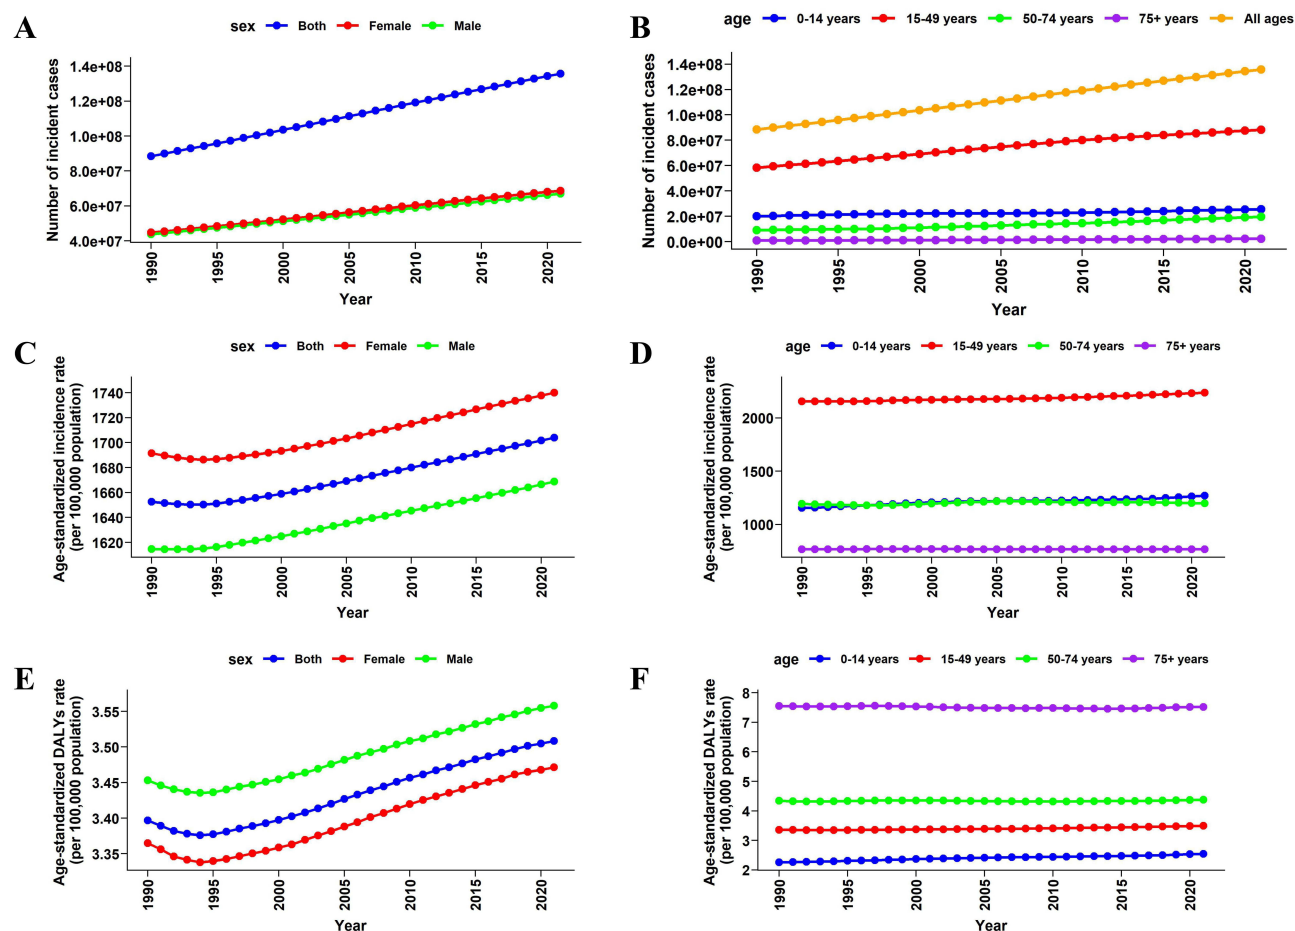 A
sex Both Female Male
Number of incident cases
1.4e+08
1.2e+08
1.0e+08
8.0e+07
6.0e+07
4.0e+07
1990 1995 2000 2005 2010 2015 2020
Year
B
age 0-14 years 15-49 years 50-74 years 75+ years All ages
Number of incident cases
1.4e+08
1.2e+08
1.0e+08
8.0e+07
6.0e+07
4.0e+07
2.0e+07
0.0e+00
1990 1995 2000 2005 2010 2015 2020
Year
C
sex Both Female Male
Age-standardized incidence rate
(per 100,000 population)
1740
1720
1700
1680
1660
1640
1620
1990 1995 2000 2005 2010 2015 2020
Year
D
age 0-14 years 15-49 years 50-74 years 75+ years
Age-standardized incidence rate
(per 100,000 population)
2000
1500
1000
1990 1995 2000 2005 2010 2015 2020
Year
E
sex Both Female Male
Age-standardized DALYs rate
(per 100,000 population)
3.55
3.50
3.45
3.40
3.35
1990 1995 2000 2005 2010 2015 2020
Year
F
age 0-14 years 15-49 years 50-74 years 75+ years
Age-standardized DALYs rate
(per 100,000 population)
8
7
6
5
4
3
2
1990 1995 2000 2005 2010 2015 2020
Year